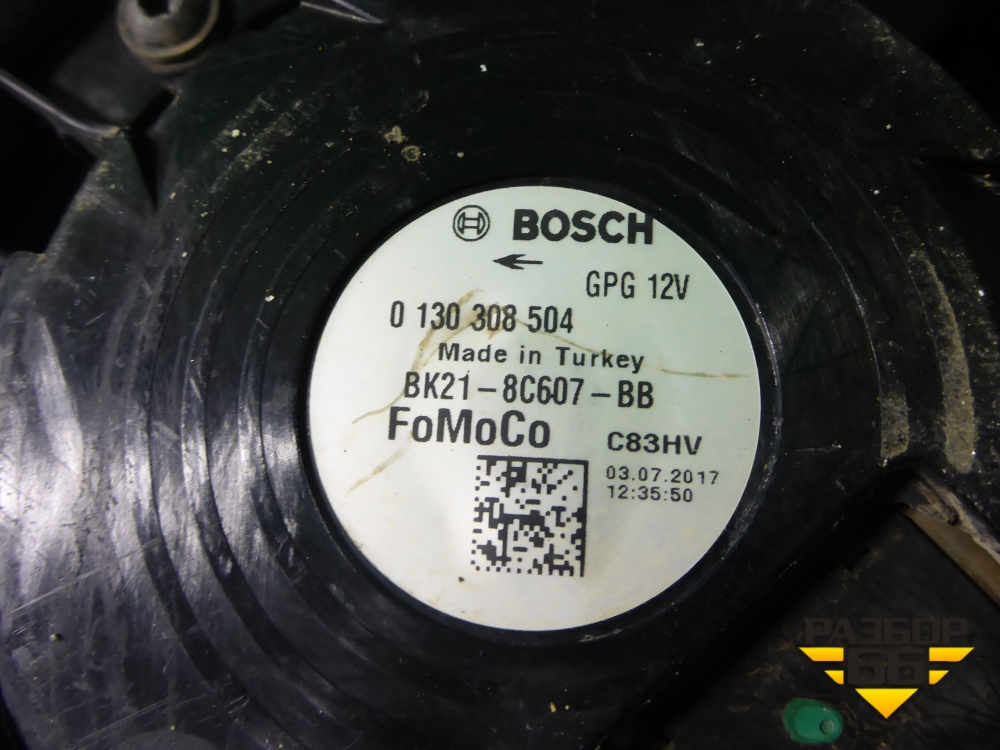 BOSCH
GPG 12V
0 130 308 504
Made in Turkey
BK21-8C607-BB
FoMoCo
C83HV
03.07.2017
12:35:50
РАЗБОР
66